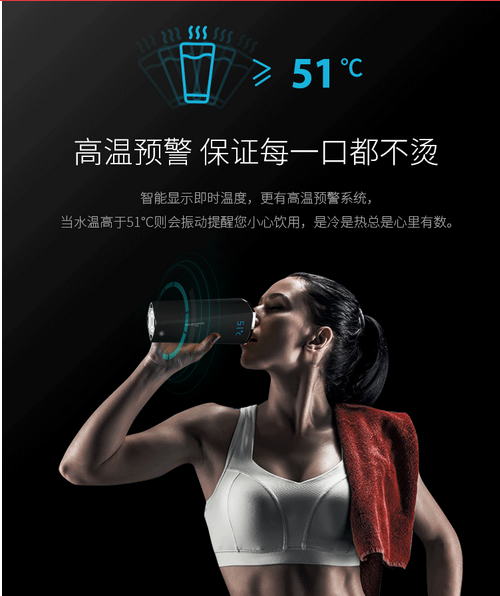 ≥ 51℃
高温预警 保证每一口都不烫
智能显示即时温度，更有高温预警系统，
当水温高于51℃则会振动提醒您小心饮用，是冷是热总是心里有数。
51℃